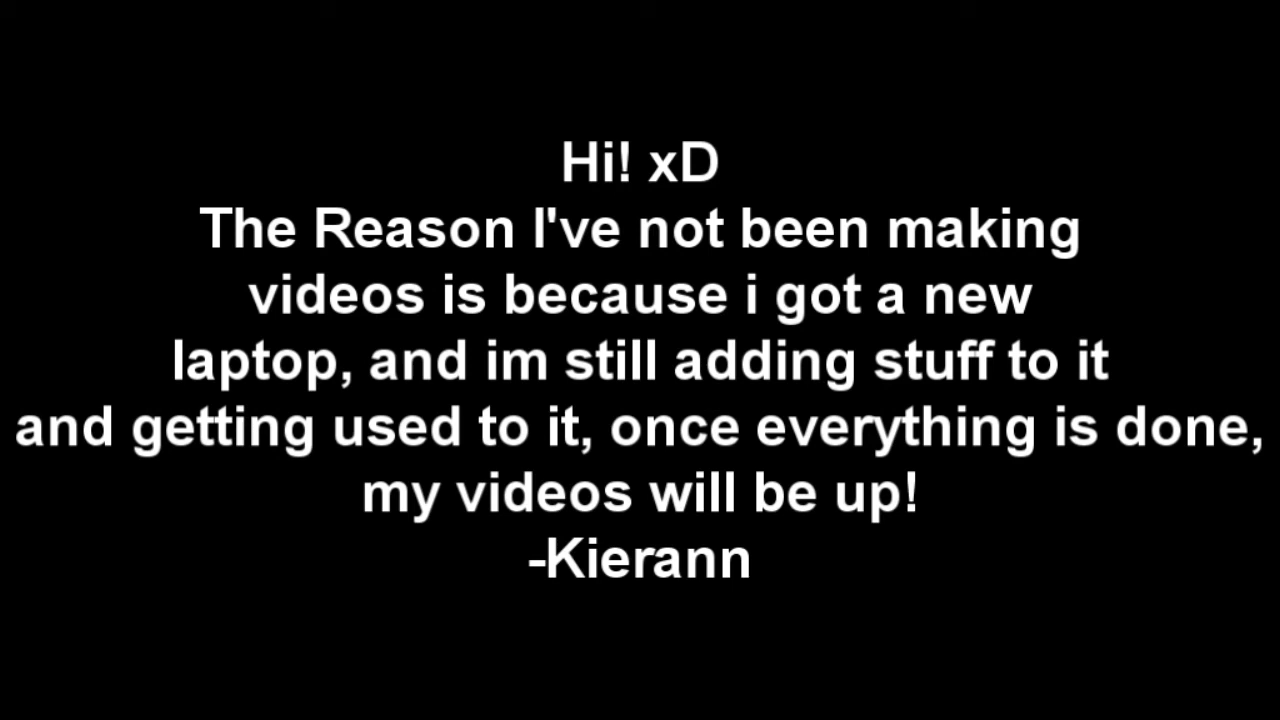 Hi! xD
The Reason I've not been making
videos is because i got a new
laptop, and im still adding stuff to it
and getting used to it, once everything is done,
my videos will be up!
-Kierann